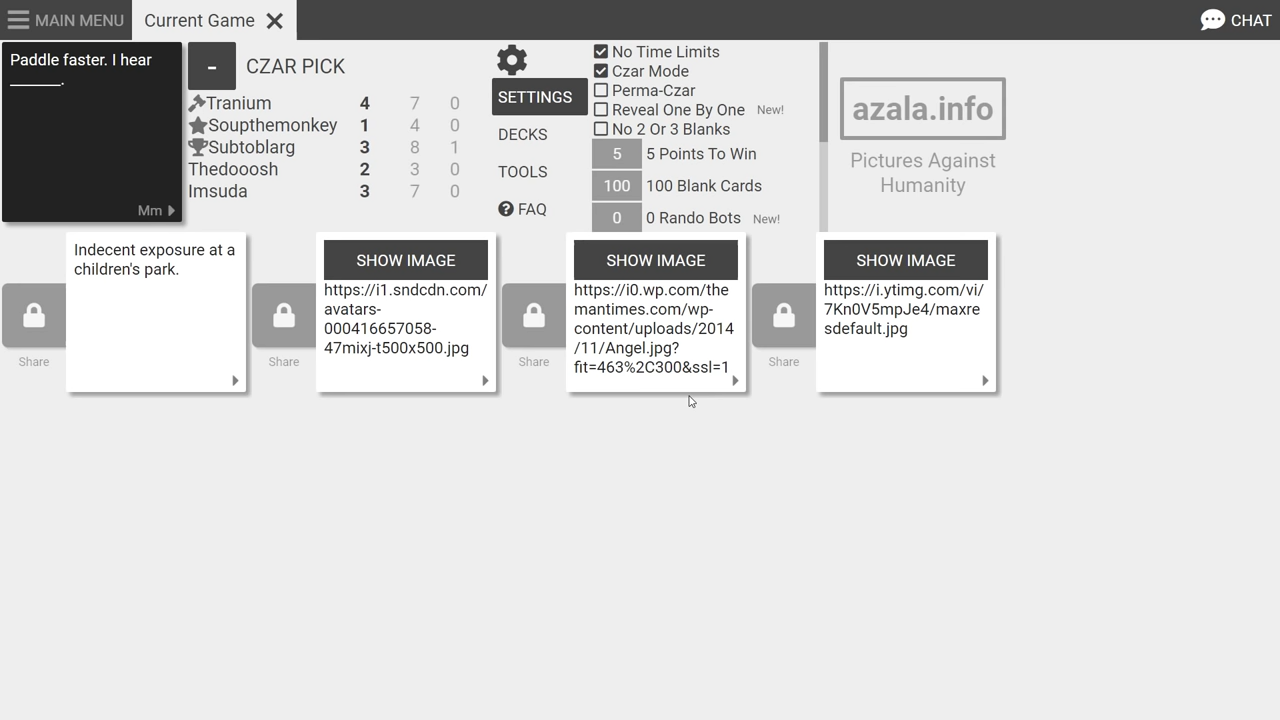 MAIN MENU
Current Game
CHAT
Paddle faster. I hear
______.
Mm
-
CZAR PICK
Tranium 4 7 0
Soupthemonkey 1 4 0
Subtoblarg 3 8 1
Thedooosh 2 3 0
Imsuda 3 7 0
SETTINGS
DECKS
TOOLS
FAQ
No Time Limits
Czar Mode
Perma-Czar
Reveal One By One New!
No 2 Or 3 Blanks
5 5 Points To Win
100 100 Blank Cards
0 0 Rando Bots New!
azala.info
Pictures Against
Humanity
Share
Indecent exposure at a
children's park.
Share
SHOW IMAGE
https://i1.sndcdn.com/
avatars-
000416657058-
47mixj-t500x500.jpg
Share
SHOW IMAGE
https://i0.wp.com/the
mantimes.com/wp-
content/uploads/2014
/11/Angel.jpg?
fit=463%2C300&ssl=1
Share
SHOW IMAGE
https://i.ytimg.com/vi/
7Kn0V5mpJe4/maxre
sdefault.jpg